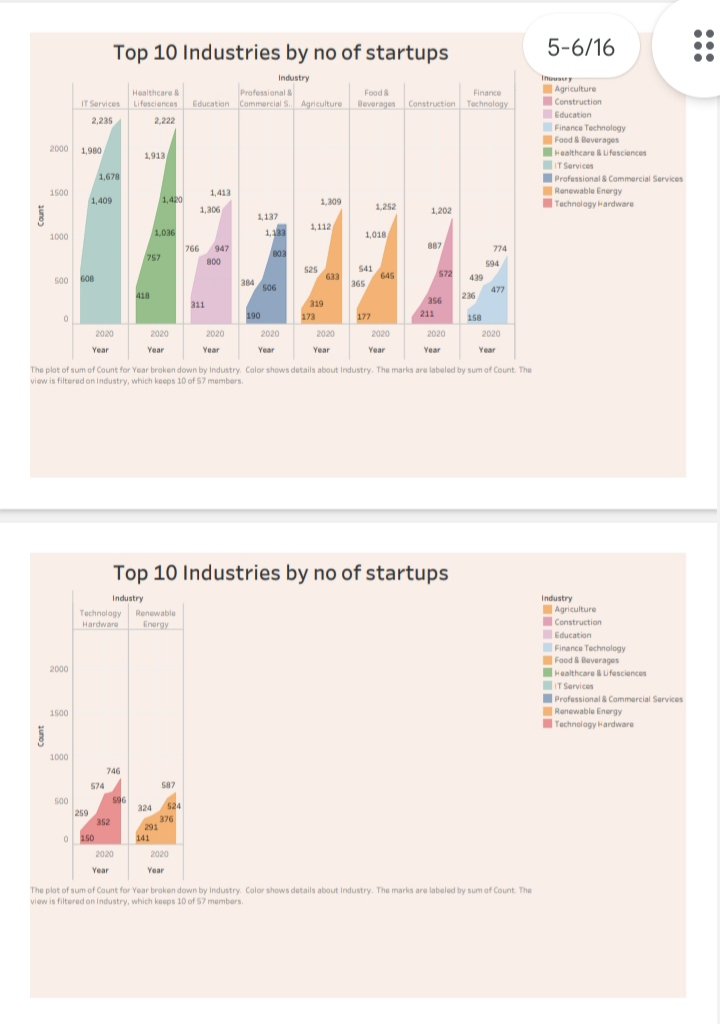 Top 10 Industries by no of startups
5-6/16
Industry
IT Services
Healthcare &
Lifesciences
Education
Professional &
Commercial S..
Agriculture
Food &
Beverages
Construction
Finance
Technology
Count
2000
1500
1000
500
0
2,235
1,980
1,678
1,409
608
2,222
1,913
1,420
1,036
757
418
1,413
1,306
766
947
800
311
1,137
1,133
803
384
506
190
1,309
1,112
525
633
319
173
1,252
1,018
541
645
365
177
1,202
887
572
356
211
774
594
439
477
236
158
2020 2020 2020 2020 2020 2020 2020 2020
Year Year Year Year Year Year Year Year
Industry
Agriculture
Construction
Education
Finance Technology
Food & Beverages
Healthcare & Lifesciences
IT Services
Professional & Commercial Services
Renewable Energy
Technology Hardware
The plot of sum of Count for Year broken down by Industry. Color shows details about Industry. The marks are labeled by sum of Count. The
view is filtered on Industry, which keeps 10 of 57 members.
Top 10 Industries by no of startups
Industry
Technology
Hardware
Renewable
Energy
Count
2000
1500
1000
500
0
746
574
596
259
352
150
587
324
524
376
291
141
2020 2020
Year Year
Industry
Agriculture
Construction
Education
Finance Technology
Food & Beverages
Healthcare & Lifesciences
IT Services
Professional & Commercial Services
Renewable Energy
Technology Hardware
The plot of sum of Count for Year broken down by Industry. Color shows details about Industry. The marks are labeled by sum of Count. The
view is filtered on Industry, which keeps 10 of 57 members.